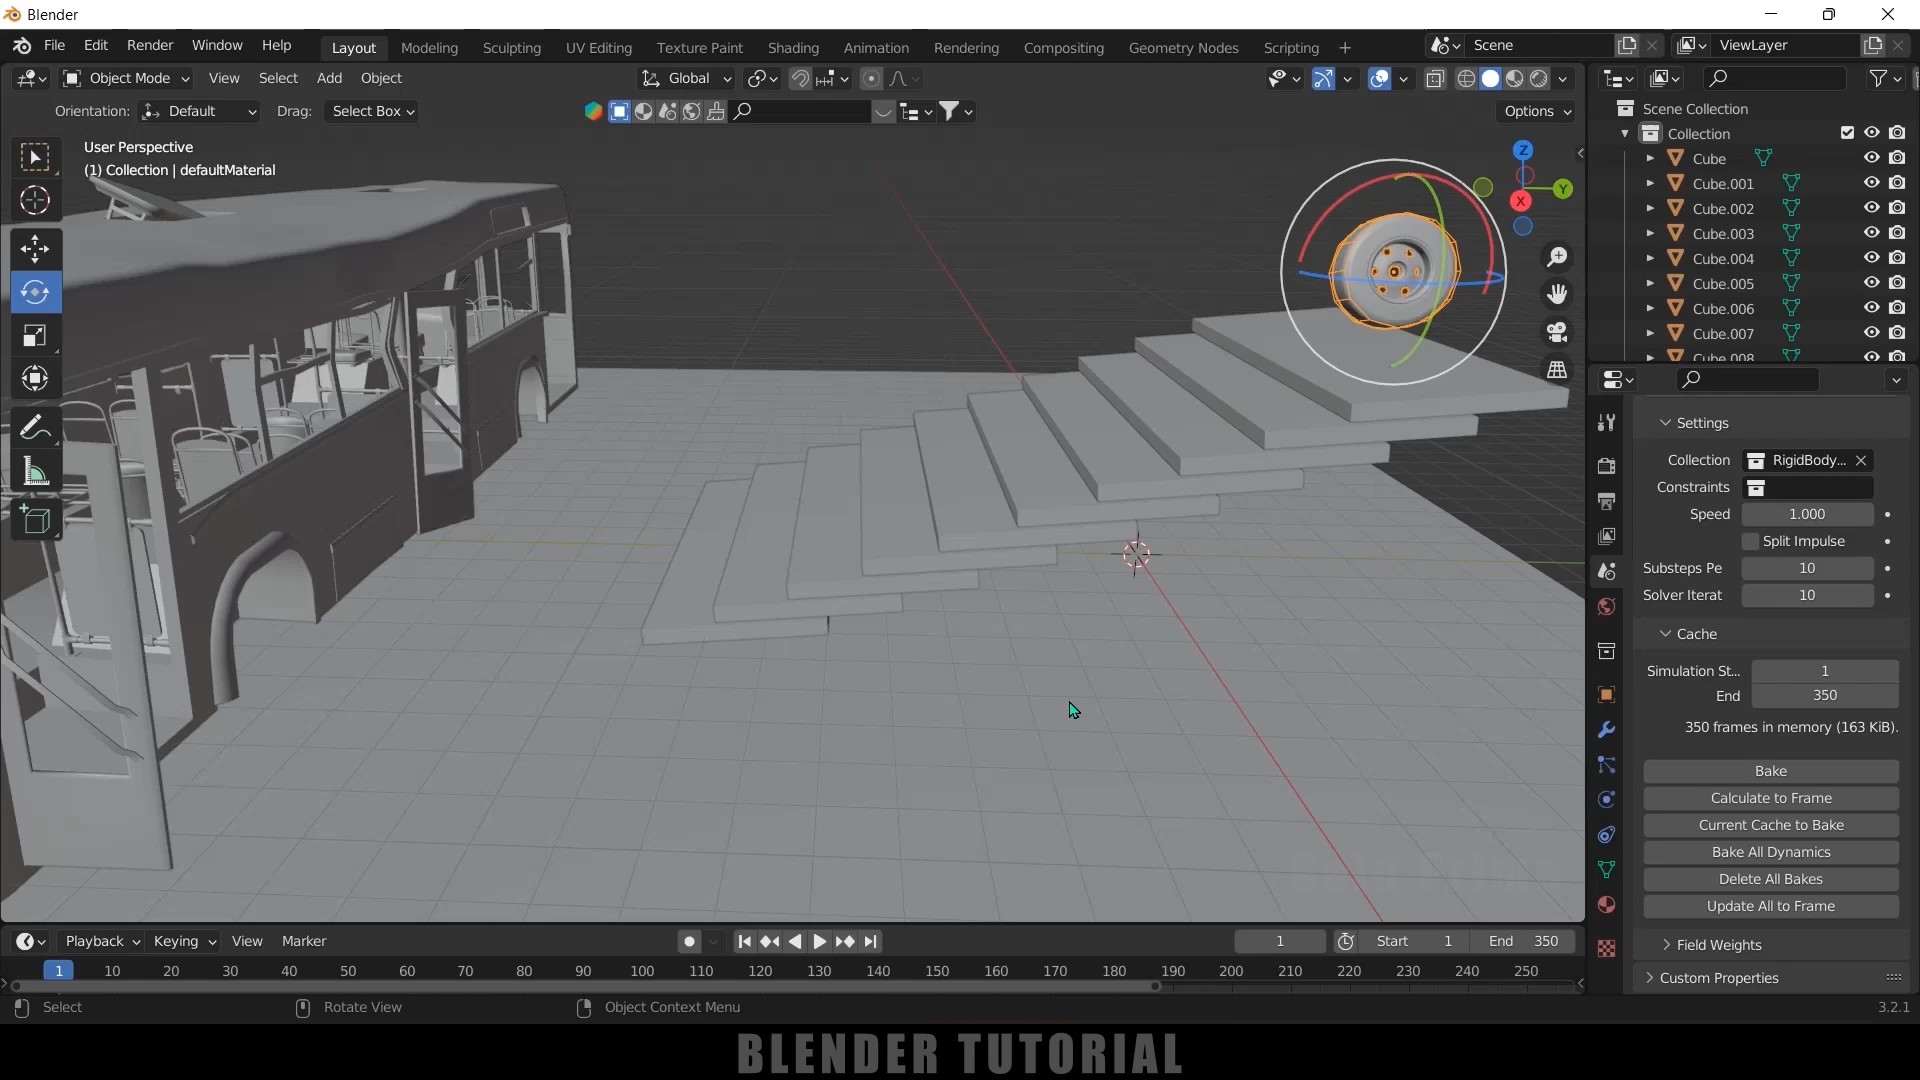 Blender
File Edit Render Window Help Layout Modeling Sculpting UV Editing Texture Paint Shading Animation Rendering Compositing Geometry Nodes Scripting + Scene ViewLayer
Object Mode View Select Add Object Global
Orientation: Default Drag: Select Box Options
User Perspective
(1) Collection | defaultMaterial
Z
Y
X
Scene Collection
Collection
Cube
Cube.001
Cube.002
Cube.003
Cube.004
Cube.005
Cube.006
Cube.007
Cube.008
Settings
Collection RigidBody...
Constraints
Speed 1.000
Split Impulse
Substeps Pe 10
Solver Iterat 10
Cache
Simulation St... 1
End 350
350 frames in memory (163 KiB).
Bake
Calculate to Frame
Current Cache to Bake
Bake All Dynamics
Delete All Bakes
Update All to Frame
Field Weights
Custom Properties
Playback Keying View Marker 1 Start 1 End 350
1 10 20 30 40 50 60 70 80 90 100 110 120 130 140 150 160 170 180 190 200 210 220 230 240 250
Select Rotate View Object Context Menu 3.2.1
BLENDER TUTORIAL